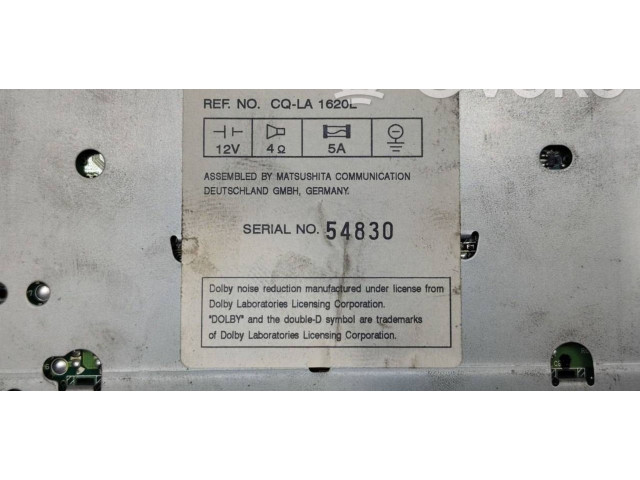 REF. NO. CQ-LA 1620L
12V 4 Ω 5A
ASSEMBLED BY MATSUSHITA COMMUNICATION
DEUTSCHLAND GMBH, GERMANY.
SERIAL NO. 54830
Dolby noise reduction manufactured under license from
Dolby Laboratories Licensing Corporation.
"DOLBY" and the double-D symbol are trademarks
of Dolby Laboratories Licensing Corporation.